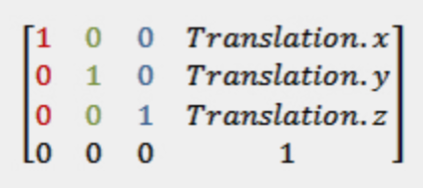 1 0 0 Translation.x
0 1 0 Translation.y
0 0 1 Translation.z
0 0 0 1